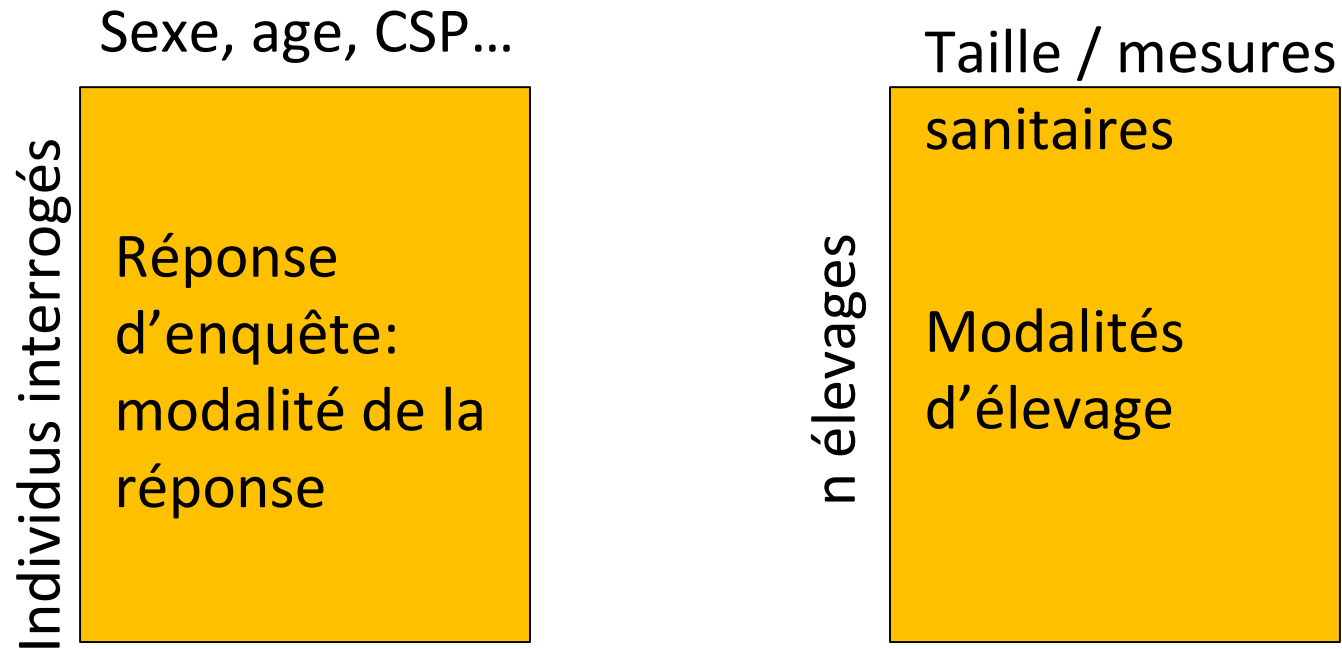 Sexe, age, CSP…
Individus interrogés
Réponse
d’enquête:
modalité de la
réponse
Taille / mesures
sanitaires
n élevages
Modalités
d’élevage